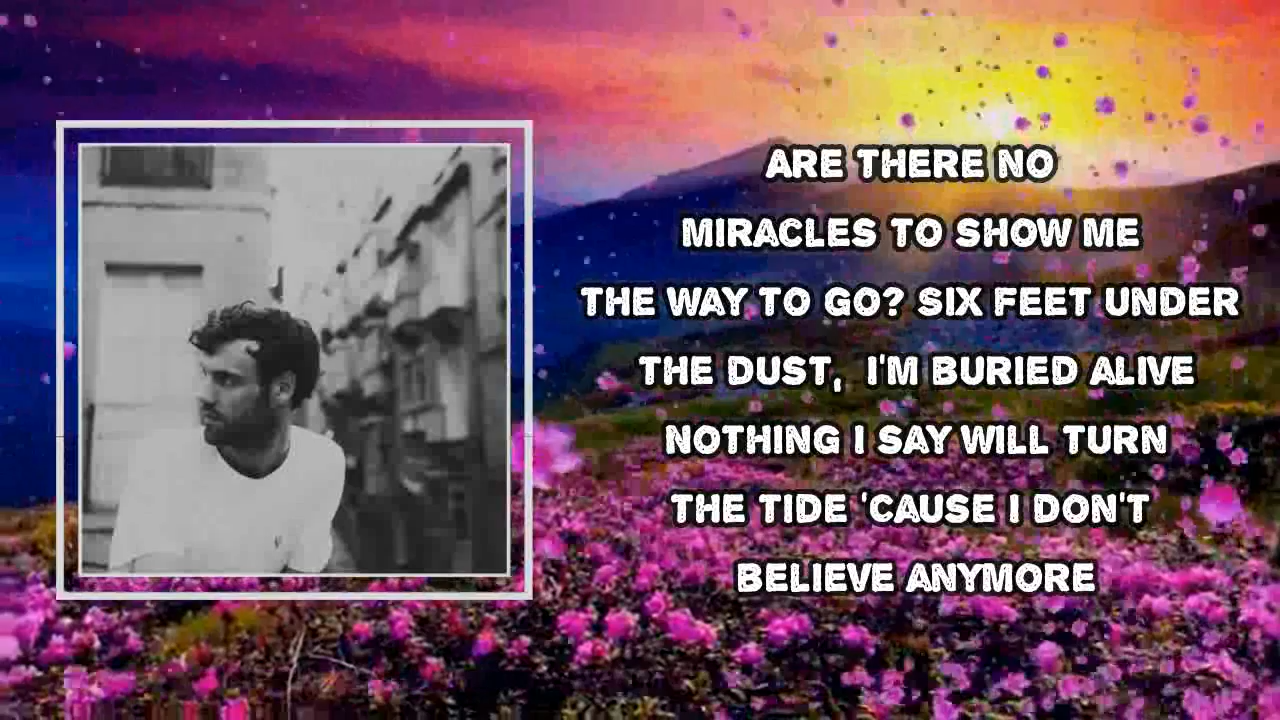 ARE THERE NO
MIRACLES TO SHOW ME
THE WAY TO GO? SIX FEET UNDER
THE DUST, I'M BURIED ALIVE
NOTHING I SAY WILL TURN
THE TIDE 'CAUSE I DON'T
BELIEVE ANYMORE